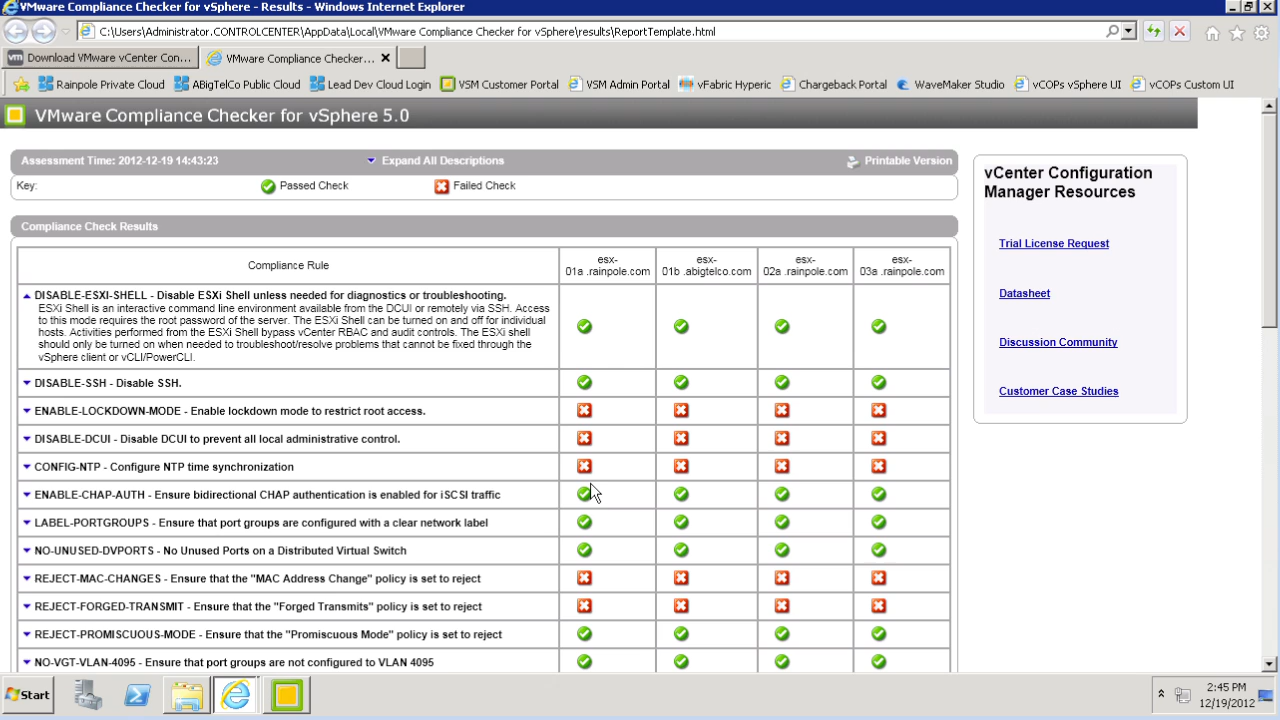 VMware Compliance Checker for vSphere - Results - Windows Internet Explorer
C:\Users\Administrator.CONTROLCENTER\AppData\Local\VMware Compliance Checker for vSphere\results\ReportTemplate.html
vm Download VMware vCenter Con... VMware Compliance Checker...
Rainpole Private Cloud ABigTelCo Public Cloud Lead Dev Cloud Login VSM Customer Portal VSM Admin Portal vFabric Hyperic Chargeback Portal WaveMaker Studio vCOPs vSphere UI vCOPs Custom UI
VMware Compliance Checker for vSphere 5.0
Assessment Time: 2012-12-19 14:43:23 Expand All Descriptions Printable Version
Key: Passed Check Failed Check
Compliance Check Results
Compliance Rule
esx-
01a .rainpole.com
esx-
01b .abigtelco.com
esx-
02a .rainpole.com
esx-
03a .rainpole.com
DISABLE-ESXI-SHELL - Disable ESXi Shell unless needed for diagnostics or troubleshooting.
ESXi Shell is an interactive command line environment available from the DCUI or remotely via SSH. Access
to this mode requires the root password of the server. The ESXi Shell can be turned on and off for individual
hosts. Activities performed from the ESXi Shell bypass vCenter RBAC and audit controls. The ESXi shell
should only be turned on when needed to troubleshoot/resolve problems that cannot be fixed through the
vSphere client or vCLI/PowerCLI.
DISABLE-SSH - Disable SSH.
ENABLE-LOCKDOWN-MODE - Enable lockdown mode to restrict root access.
DISABLE-DCUI - Disable DCUI to prevent all local administrative control.
CONFIG-NTP - Configure NTP time synchronization
ENABLE-CHAP-AUTH - Ensure bidirectional CHAP authentication is enabled for iSCSI traffic
LABEL-PORTGROUPS - Ensure that port groups are configured with a clear network label
NO-UNUSED-DVPORTS - No Unused Ports on a Distributed Virtual Switch
REJECT-MAC-CHANGES - Ensure that the "MAC Address Change" policy is set to reject
REJECT-FORGED-TRANSMIT - Ensure that the "Forged Transmits" policy is set to reject
REJECT-PROMISCUOUS-MODE - Ensure that the "Promiscuous Mode" policy is set to reject
NO-VGT-VLAN-4095 - Ensure that port groups are not configured to VLAN 4095
vCenter Configuration
Manager Resources
Trial License Request
Datasheet
Discussion Community
Customer Case Studies
Start
2:45 PM
12/19/2012